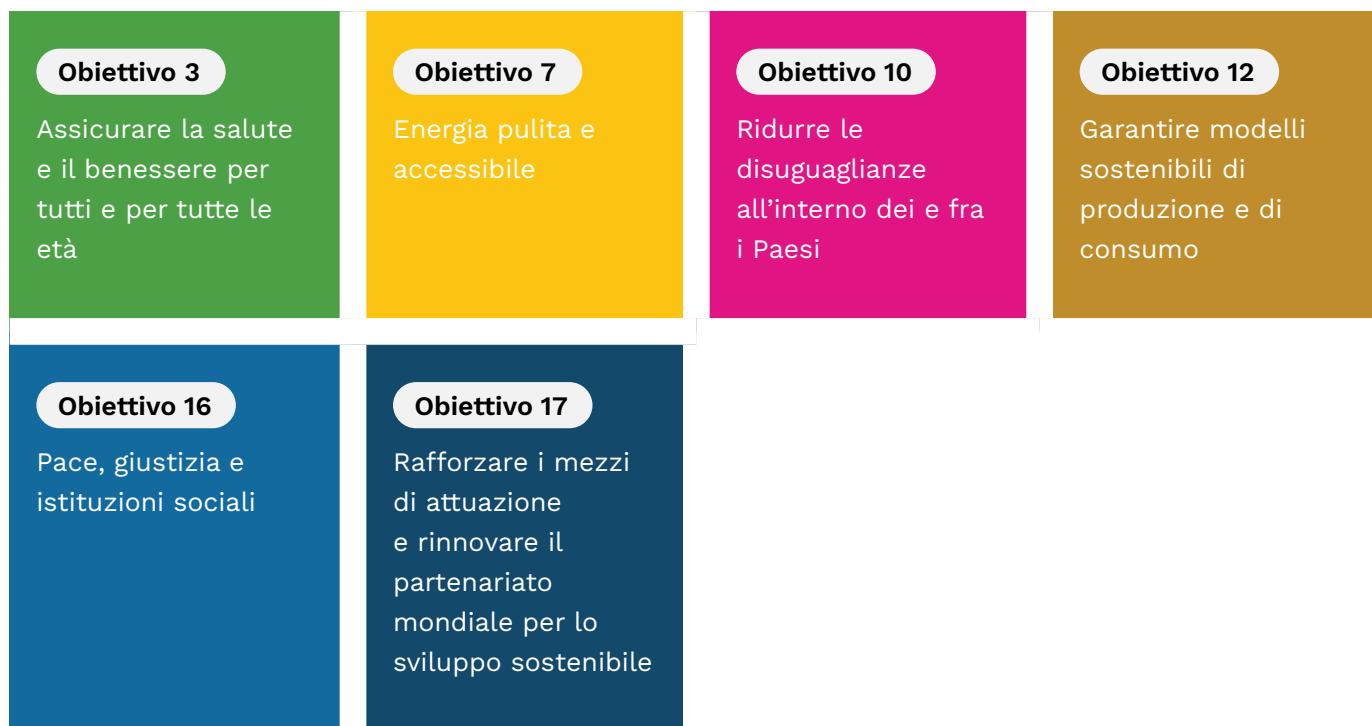 Obiettivo 3
Assicurare la salute
e il benessere per
tutti e per tutte le
età
Obiettivo 7
Energia pulita e
accessibile
Obiettivo 10
Ridurre le
disuguaglianze
all’interno dei e fra
i Paesi
Obiettivo 12
Garantire modelli
sostenibili di
produzione e di
consumo
Obiettivo 16
Pace, giustizia e
istituzioni sociali
Obiettivo 17
Rafforzare i mezzi
di attuazione
e rinnovare il
partenariato
mondiale per lo
sviluppo sostenibile